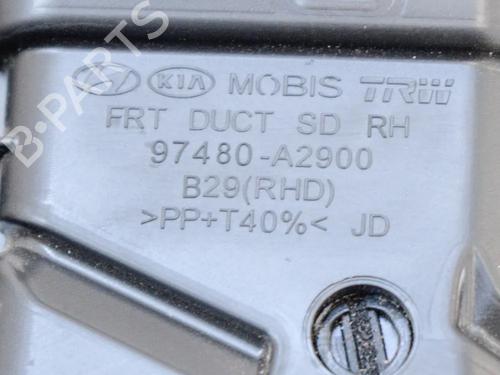 KIA MOBIS TRW
FRT DUCT SD RH
97480-A2900
B29(RHD)
>PP+T40%< JD
B-PARTS